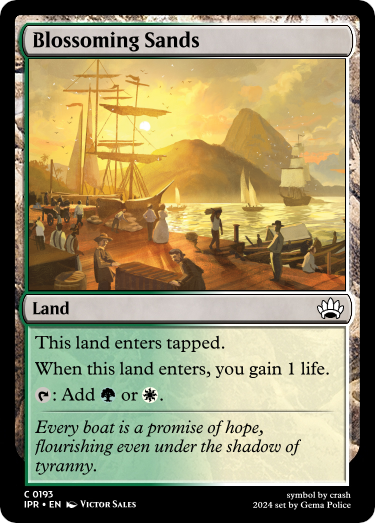 Blossoming Sands
Land
This land enters tapped.
When this land enters, you gain 1 life.
: Add or .
Every boat is a promise of hope,
flourishing even under the shadow of
tyranny.
C 0193
IPR • EN Victor Sales
symbol by crash
2024 set by Gema Police